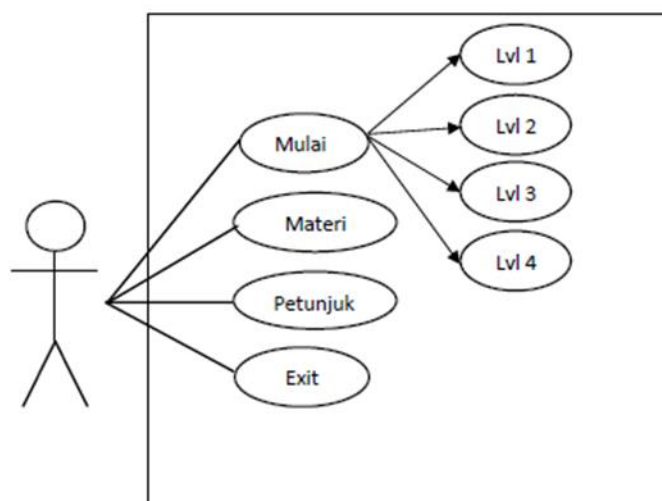 Mulai
Materi
Petunjuk
Exit
Lvl 1
Lvl 2
Lvl 3
Lvl 4